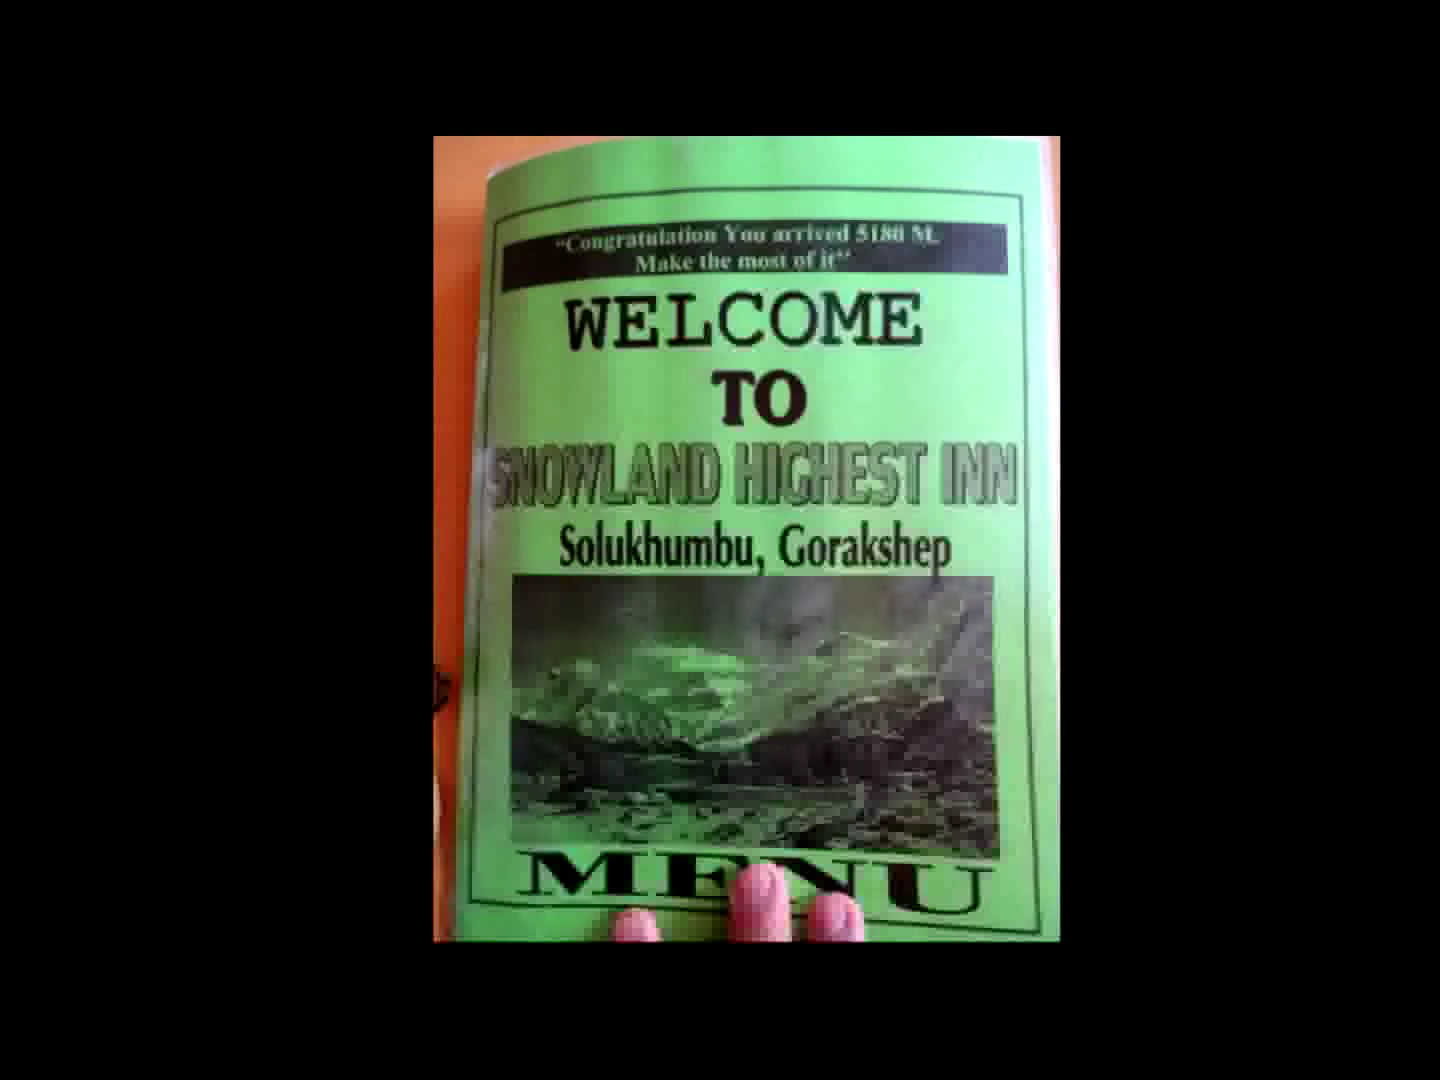 “Congratulation You arrived 5180 M.
Make the most of it“
WELCOME
TO
SNOWLAND HIGHEST INN
Solukhumbu, Gorakshep
MENU